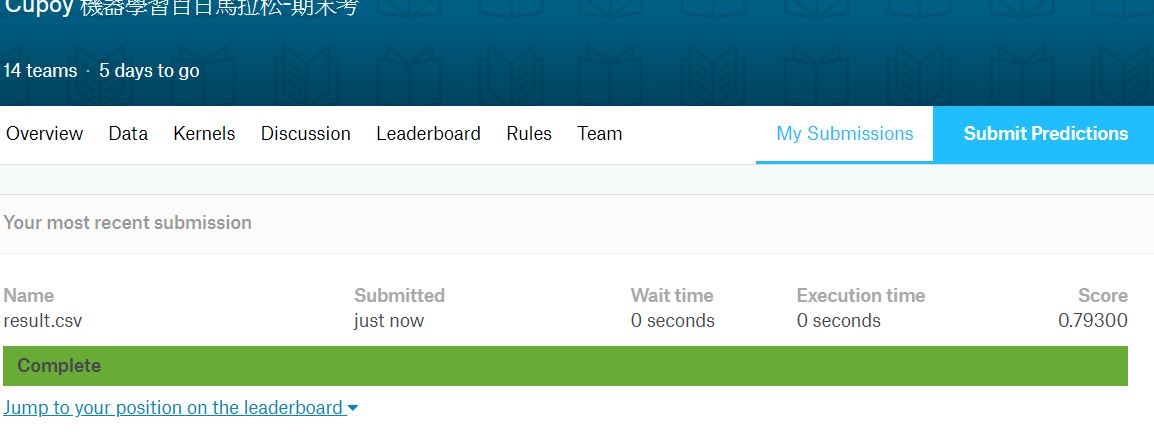 Cupoy 機器學習百日馬拉松-期末考
14 teams · 5 days to go
Overview Data Kernels Discussion Leaderboard Rules Team My Submissions Submit Predictions
Your most recent submission
Name Submitted Wait time Execution time Score
result.csv just now 0 seconds 0 seconds 0.79300
Complete
Jump to your position on the leaderboard